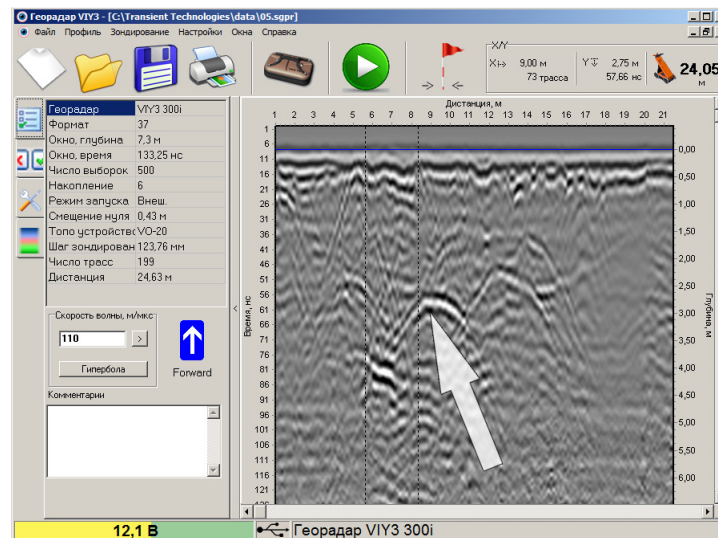 Георадар VIY3 - [C:\Transient Technologies\data\05.sgpr]
Файл Профиль Зондирование Настройки Окна Справка
X/Y
X 9,00 м
73 трасса
Y 2,75 м
57,66 нс
24,05
м
Георадар VIY3 300i
Формат 37
Окно, глубина 7,3 м
Окно, время 133,25 нс
Число выборок 500
Накопление 6
Режим запуска Внеш.
Смещение нуля 0,43 м
Топо устройство VO-20
Шаг зондирован 123,76 мм
Число трасс 199
Дистанция 24,63 м
Скорость волны, м/мкс
110
>
Гипербола
Forward
Комментарии
<
Дистанция, м
1 2 3 4 5 6 7 8 9 10 11 12 13 14 15 16 17 18 19 20 21
Время, нс
1
6
11
16
21
26
31
36
41
46
51
56
61
66
71
76
81
86
91
96
101
106
111
116
121
0,00
0,50
1,00
1,50
2,00
2,50
3,00
3,50
4,00
4,50
5,00
5,50
6,00
Глубина, м
12,1 В
Георадар VIY3 300i